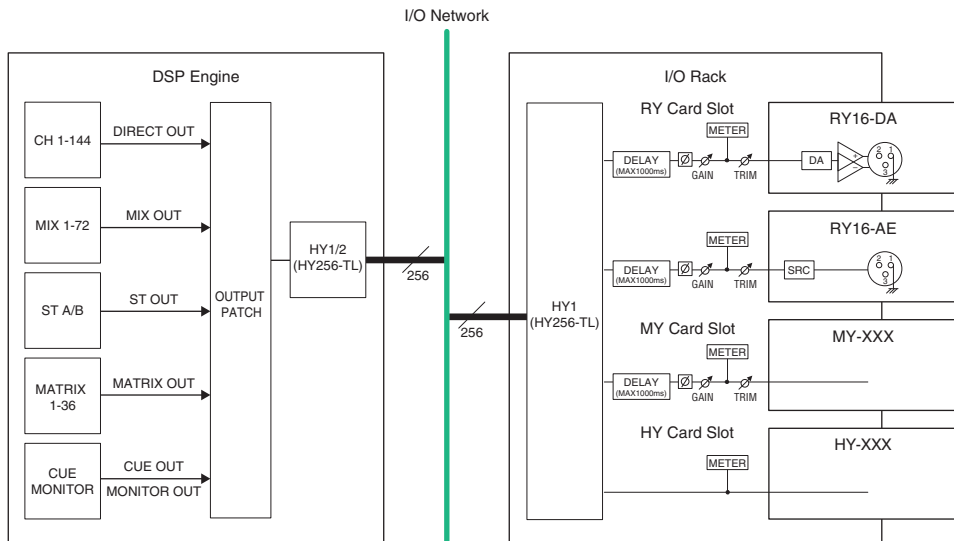 I/O Network
DSP Engine
CH 1-144
DIRECT OUT
MIX 1-72
MIX OUT
ST A/B
ST OUT
MATRIX
1-36
MATRIX OUT
CUE
MONITOR
CUE OUT
MONITOR OUT
OUTPUT
PATCH
HY1/2
(HY256-TL)
256
256
I/O Rack
HY1
(HY256-TL)
RY Card Slot
METER
DELAY
(MAX1000ms)
Ø
GAIN
TRIM
RY16-DA
DA
+
−
2
1
3
METER
DELAY
(MAX1000ms)
Ø
GAIN
TRIM
RY16-AE
SRC
2
1
3
MY Card Slot
METER
DELAY
(MAX1000ms)
Ø
GAIN
TRIM
MY-XXX
HY Card Slot
METER
HY-XXX